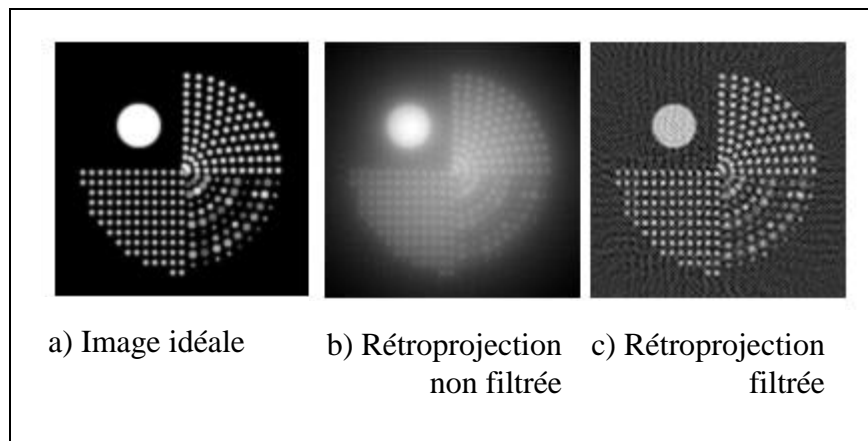 a) Image idéale
b) Rétroprojection
non filtrée
c) Rétroprojection
filtrée